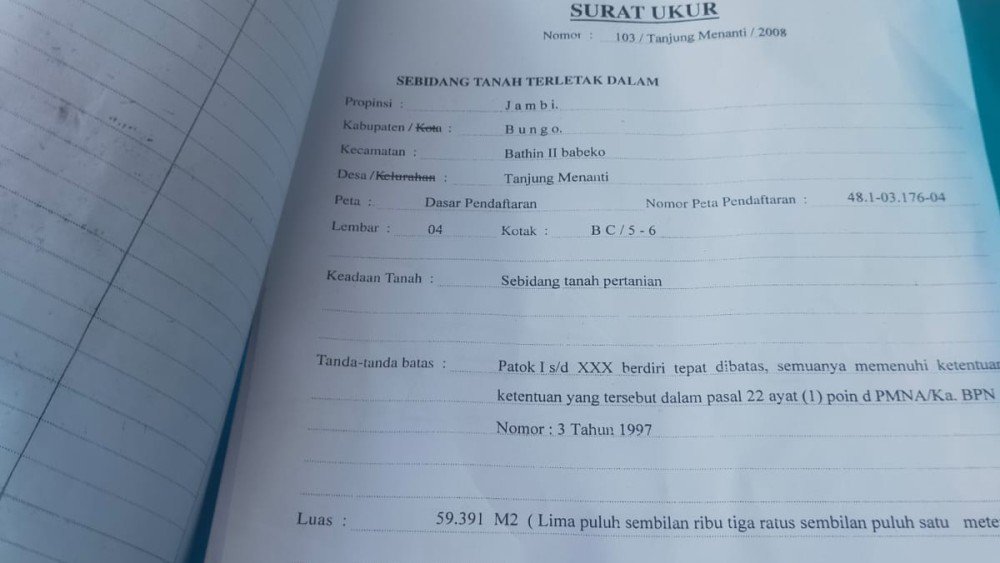 SURAT UKUR
Nomor : 103 / Tanjung Menanti / 2008
SEBIDANG TANAH TERLETAK DALAM
Propinsi : J a m b i.
Kabupaten / Kota : B u n g o.
Kecamatan : Bathin II babeko
Desa / Kelurahan : Tanjung Menanti
Peta : Dasar Pendaftaran Nomor Peta Pendaftaran : 48.1-03.176-04
Lembar : 04 Kotak : B C / 5 - 6
Keadaan Tanah : Sebidang tanah pertanian
Tanda-tanda batas : Patok I s/d XXX berdiri tepat dibatas, semuanya memenuhi ketentuan
ketentuan yang tersebut dalam pasal 22 ayat (1) poin d PMNA/Ka. BPN
Nomor : 3 Tahun 1997
Luas : 59.391 M2 ( Lima puluh sembilan ribu tiga ratus sembilan puluh satu mete